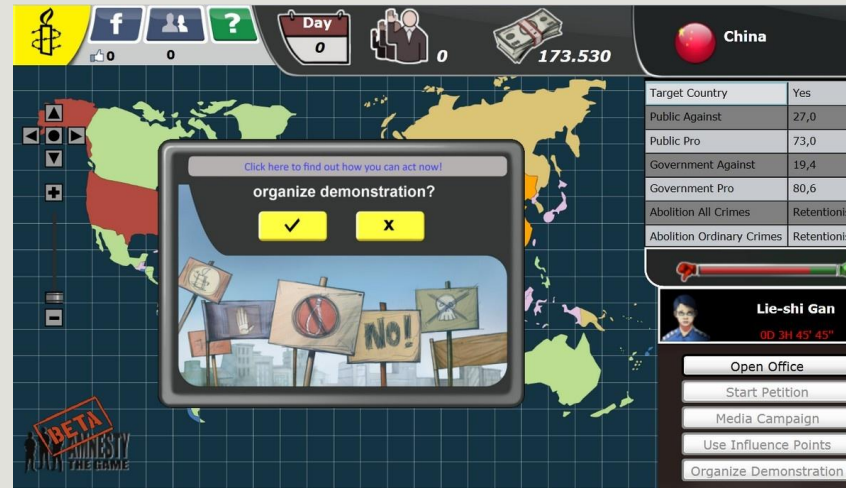 f
?
0
0
Day
0
0
173.530
China
Target Country Yes
Public Against 27,0
Public Pro 73,0
Government Against 19,4
Government Pro 80,6
Abolition All Crimes Retentionis
Abolition Ordinary Crimes Retentionis
Click here to find out how you can act now!
organize demonstration?
x
No!
Lie-shi Gan
0D 3H 45' 45"
Open Office
Start Petition
Media Campaign
Use Influence Points
Organize Demonstration
BETA
AMNESTY
THE GAME